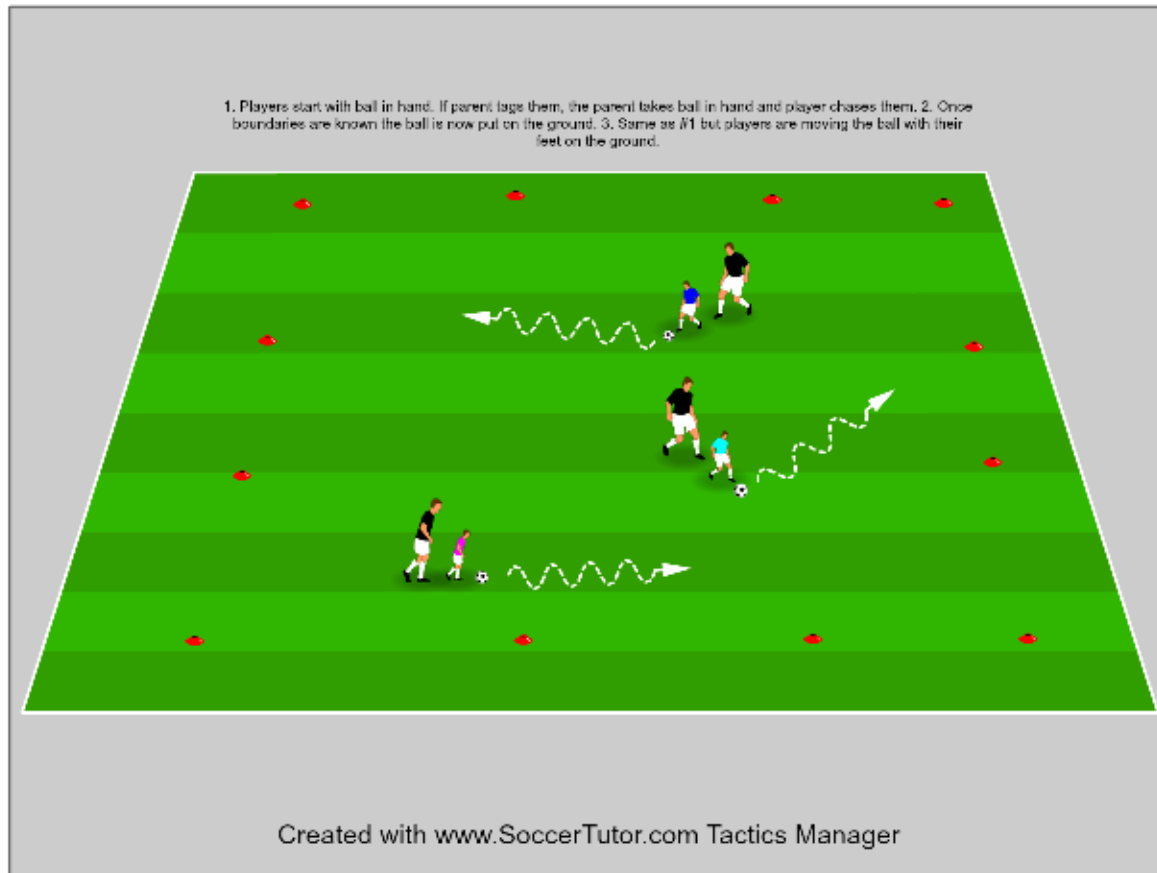 1. Players start with ball in hand. If parent tags them, the parent takes ball in hand and player chases them. 2. Once
boundaries are known the ball is now put on the ground. 3. Same as #1 but players are moving the ball with their
feet on the ground.
Created with www.SoccerTutor.com Tactics Manager